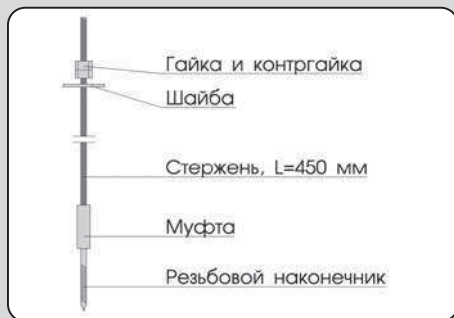 Гайка и контргайка
Шайба
Стержень, L=450 мм
Муфта
Резьбовой наконечник